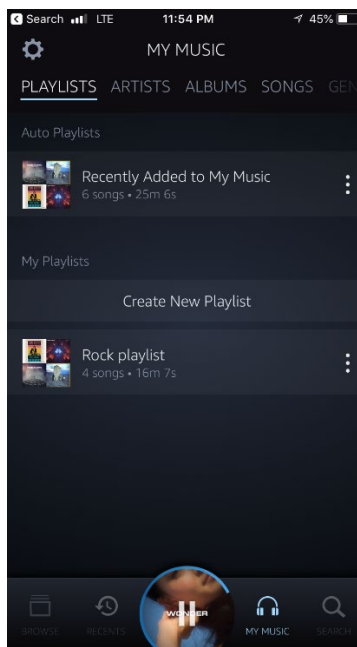 Search LTE 11:54 PM 45%
MY MUSIC
PLAYLISTS ARTISTS ALBUMS SONGS GEN
Auto Playlists
Recently Added to My Music
6 songs • 25m 6s
My Playlists
Create New Playlist
Rock playlist
4 songs • 16m 7s
WONDER
BROWSE RECENTS MY MUSIC SEARCH